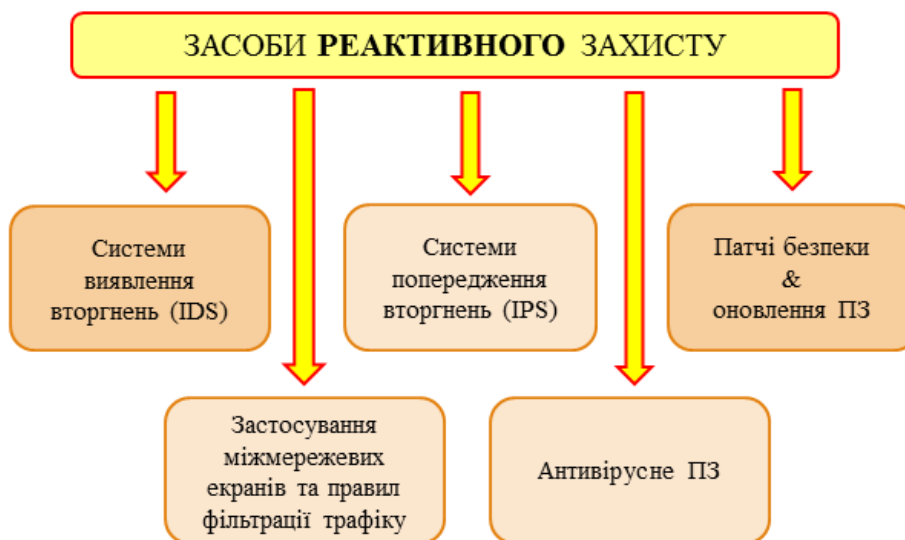 ЗАСОБИ РЕАКТИВНОГО ЗАХИСТУ
Системи
виявлення
вторгнень (IDS)
Системи
попередження
вторгнень (IPS)
Патчі безпеки
&
оновлення ПЗ
Застосування
міжмережевих
екранів та правил
фільтрації трафіку
Антивірусне ПЗ